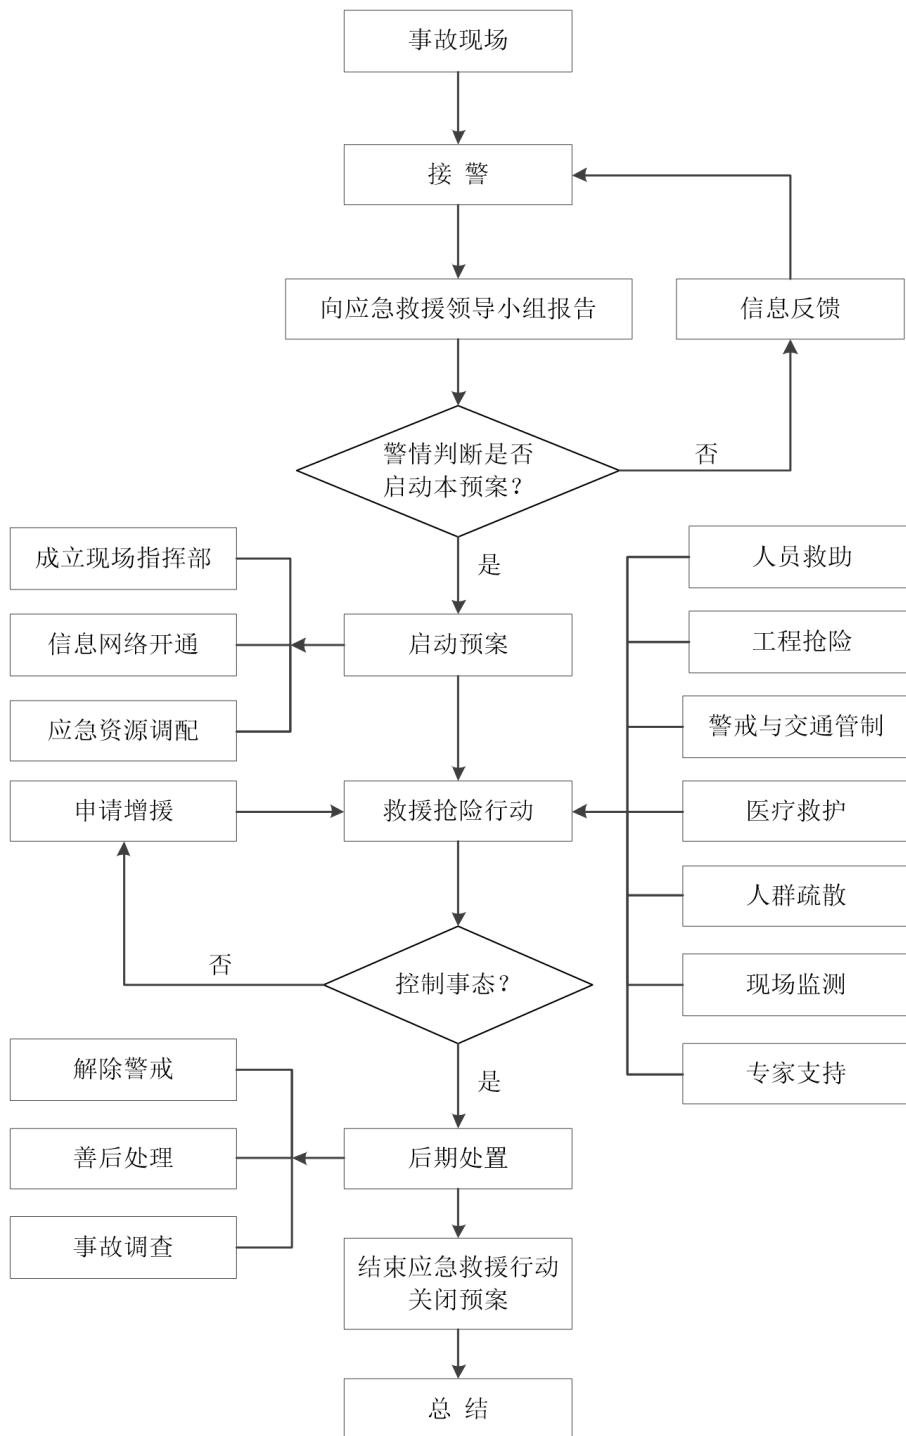 事故现场
接 警
向应急救援领导小组报告
信息反馈
警情判断是否
启动本预案？
否
是
成立现场指挥部
信息网络开通
应急资源调配
启动预案
人员救助
工程抢险
警戒与交通管制
医疗救护
人群疏散
现场监测
专家支持
申请增援
救援抢险行动
否
控制事态？
是
解除警戒
善后处理
事故调查
后期处置
结束应急救援行动
关闭预案
总 结